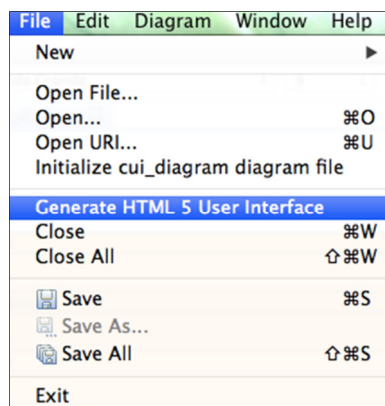 File Edit Diagram Window Help
New ▶
Open File...
Open... ⌘O
Open URI... ⌘U
Initialize cui_diagram diagram file
Generate HTML 5 User Interface
Close ⌘W
Close All ⇧⌘W
Save ⌘S
Save As...
Save All ⇧⌘S
Exit